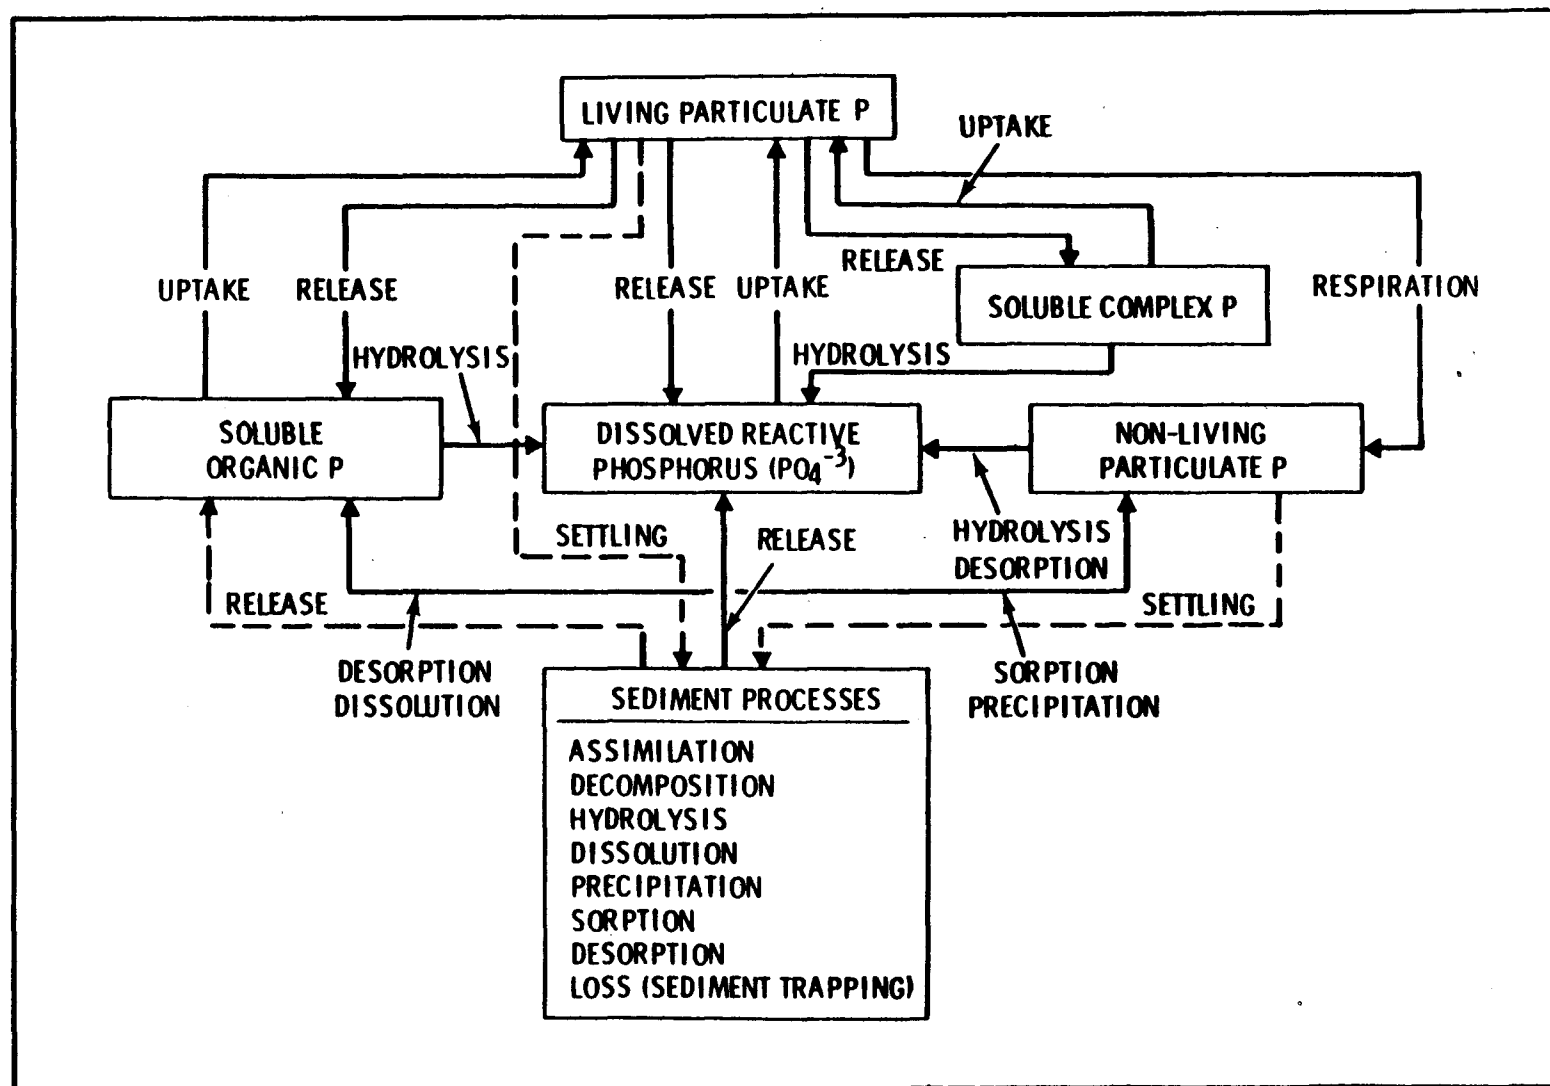 LIVING PARTICULATE P
UPTAKE
UPTAKE
RELEASE
RELEASE
UPTAKE
RELEASE
SOLUBLE COMPLEX P
RESPIRATION
HYDROLYSIS
HYDROLYSIS
SOLUBLE
ORGANIC P
DISSOLVED REACTIVE
PHOSPHORUS (PO₄⁻³)
NON-LIVING
PARTICULATE P
SETTLING
RELEASE
HYDROLYSIS
DESORPTION
RELEASE
SETTLING
DESORPTION
DISSOLUTION
SORPTION
PRECIPITATION
SEDIMENT PROCESSES
ASSIMILATION
DECOMPOSITION
HYDROLYSIS
DISSOLUTION
PRECIPITATION
SORPTION
DESORPTION
LOSS (SEDIMENT TRAPPING)